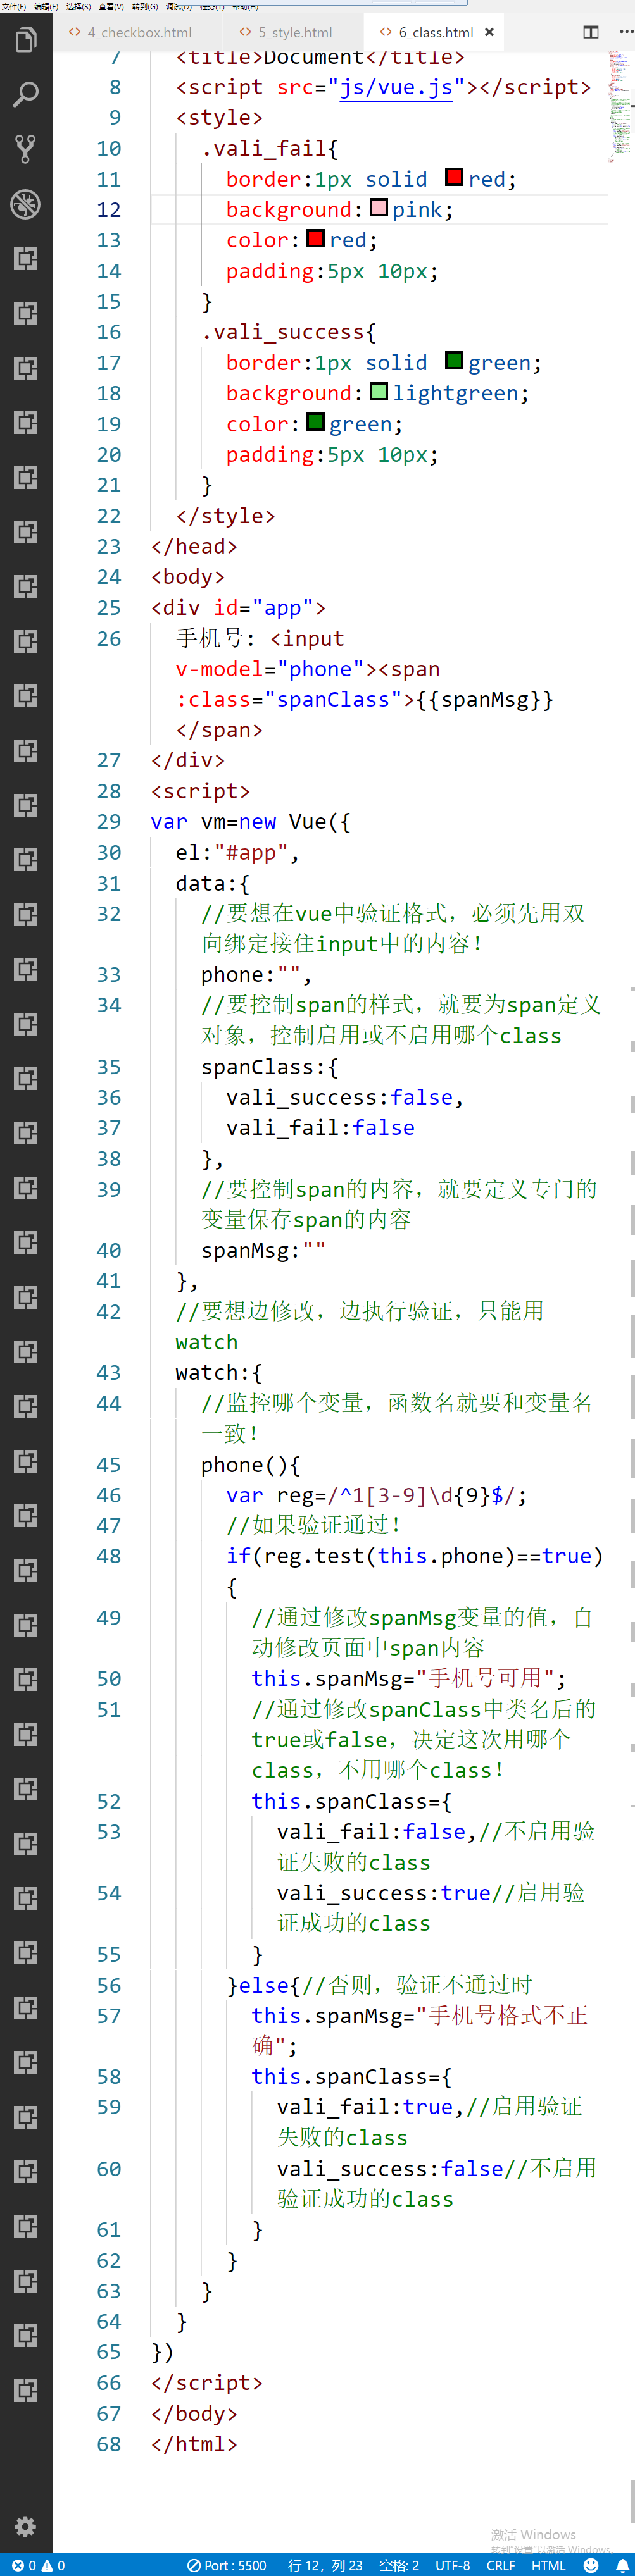 文件(F) 编辑(E) 选择(S) 查看(V) 转到(G) 调试(D) 任务(T) 帮助(H)
4_checkbox.html 5_style.html 6_class.html
7 <title>Document</title>
8 <script src="js/vue.js"></script>
9 <style>
10 .vali_fail{
11 border:1px solid red;
12 background:pink;
13 color:red;
14 padding:5px 10px;
15 }
16 .vali_success{
17 border:1px solid green;
18 background:lightgreen;
19 color:green;
20 padding:5px 10px;
21 }
22 </style>
23 </head>
24 <body>
25 <div id="app">
26 手机号: <input
v-model="phone"><span
:class="spanClass">{{spanMsg}}
</span>
27 </div>
28 <script>
29 var vm=new Vue({
30 el:"#app",
31 data:{
32 //要想在vue中验证格式，必须先用双
向绑定接住input中的内容！
33 phone:"",
34 //要控制span的样式，就要为span定义
对象，控制启用或不启用哪个class
35 spanClass:{
36 vali_success:false,
37 vali_fail:false
38 },
39 //要控制span的内容，就要定义专门的
变量保存span的内容
40 spanMsg:""
41 },
42 //要想边修改，边执行验证，只能用
watch
43 watch:{
44 //监控哪个变量，函数名就要和变量名
一致！
45 phone(){
46 var reg=/^1[3-9]\d{9}$/;
47 //如果验证通过！
48 if(reg.test(this.phone)==true)
{
49 //通过修改spanMsg变量的值，自
动修改页面中span内容
50 this.spanMsg="手机号可用";
51 //通过修改spanClass中类名后的
true或false，决定这次用哪个
class，不用哪个class！
52 this.spanClass={
53 vali_fail:false,//不启用验
证失败的class
54 vali_success:true//启用验
证成功的class
55 }
56 }else{//否则，验证不通过时
57 this.spanMsg="手机号格式不正
确";
58 this.spanClass={
59 vali_fail:true,//启用验证
失败的class
60 vali_success:false//不启用
验证成功的class
61 }
62 }
63 }
64 }
65 })
66 </script>
67 </body>
68 </html>
激活 Windows
转到"设置"以激活 Windows。
0 0 Port : 5500 行 12，列 23 空格: 2 UTF-8 CRLF HTML